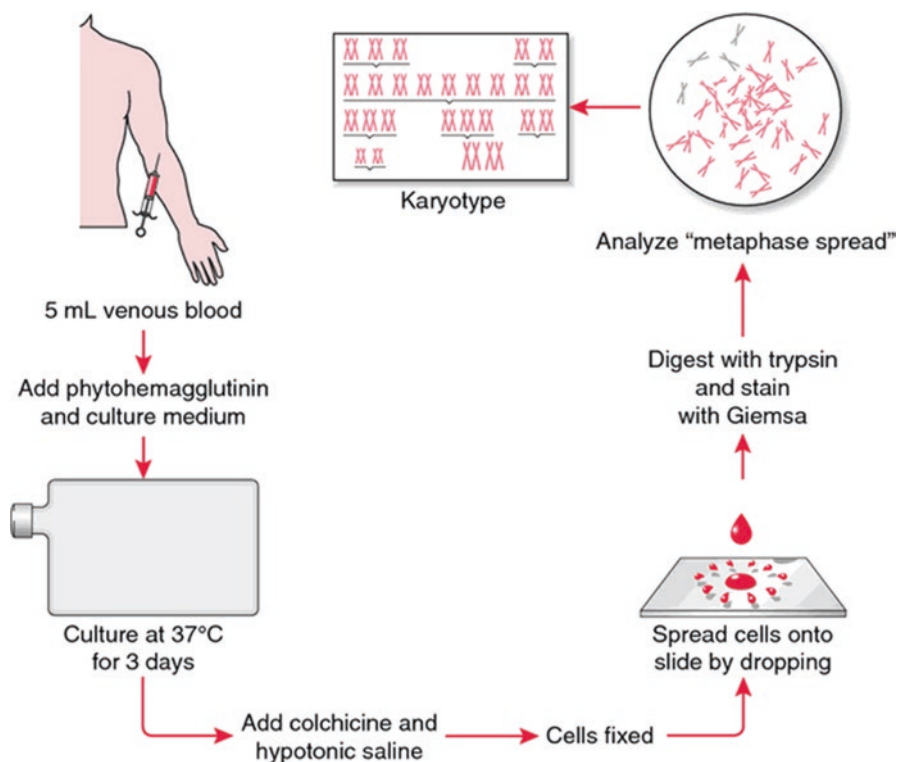 5 mL venous blood
Add phytohemagglutinin
and culture medium
Culture at 37°C
for 3 days
Add colchicine and
hypotonic saline
Cells fixed
Spread cells onto
slide by dropping
Digest with trypsin
and stain
with Giemsa
Analyze “metaphase spread”
Karyotype